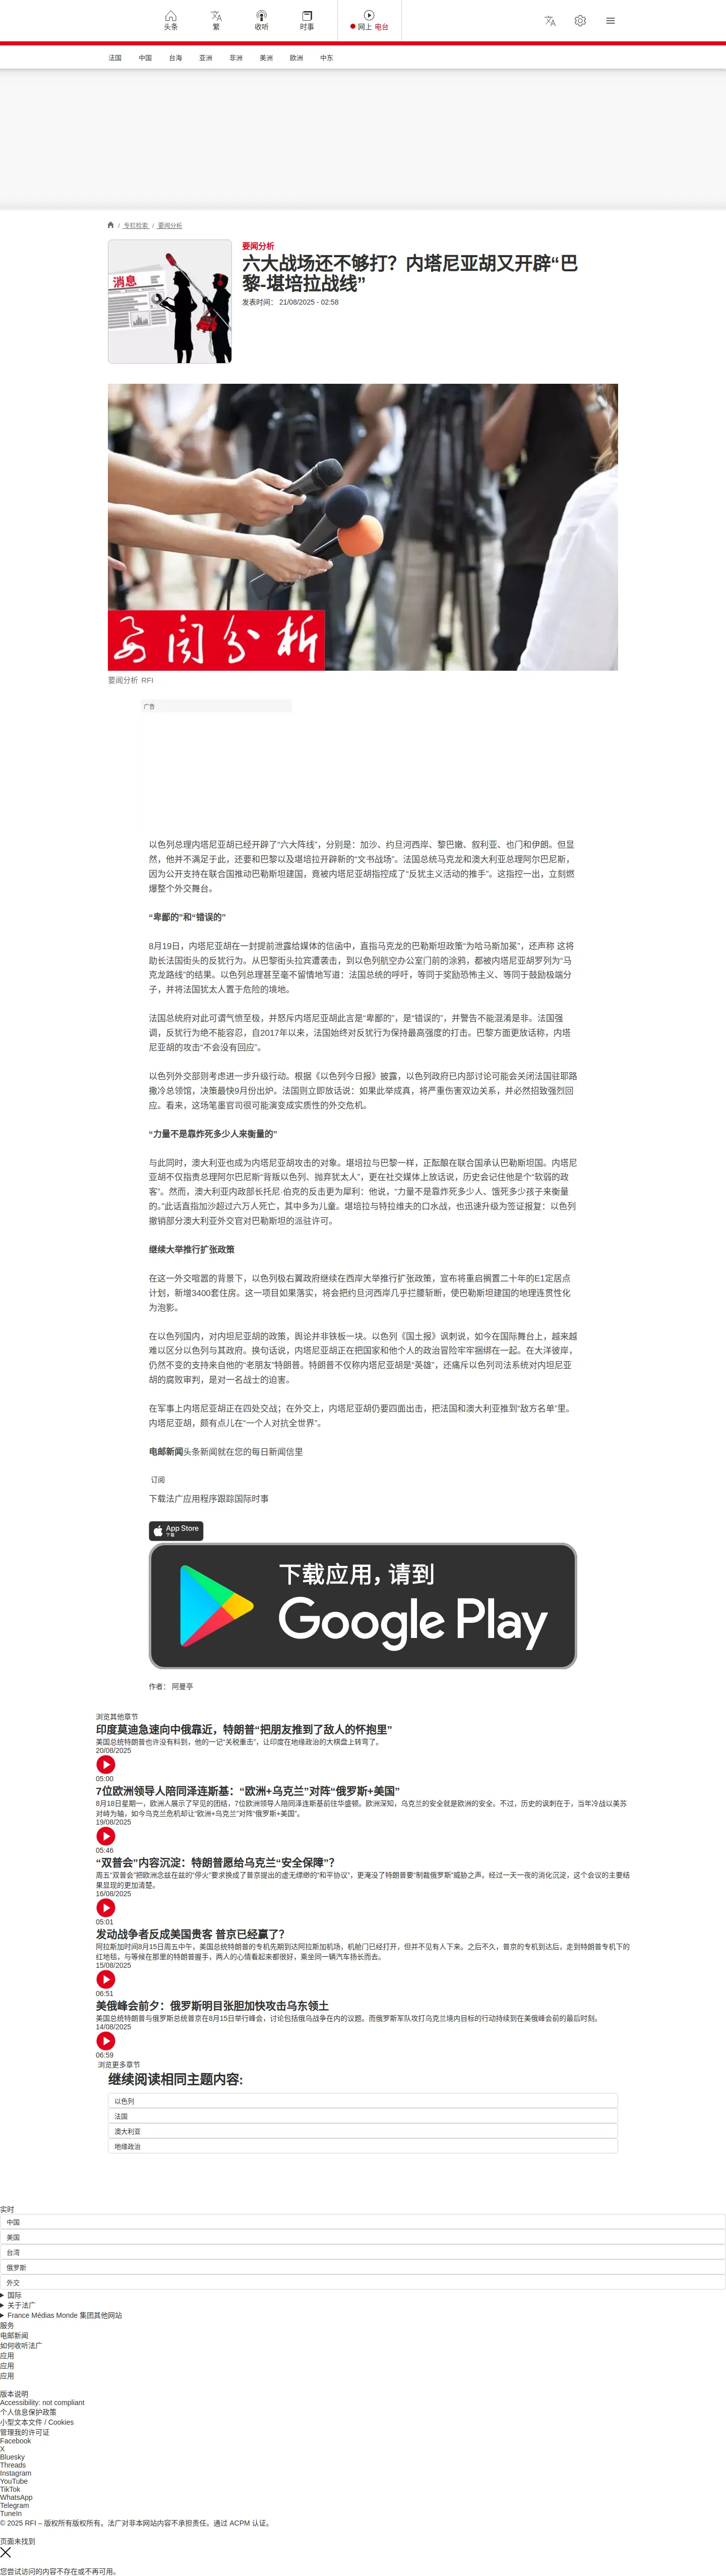 头条
繁
收听
时事
网上 电台
法国 中国 台海 亚洲 非洲 美洲 欧洲 中东
/ 专栏检索 / 要闻分析
消息
要闻分析
六大战场还不够打？内塔尼亚胡又开辟“巴
黎-堪培拉战线”
发表时间： 21/08/2025 - 02:58
要闻分析
要闻分析 RFI
广告
以色列总理内塔尼亚胡已经开辟了“六大阵线”，分别是：加沙、约旦河西岸、黎巴嫩、叙利亚、也门和伊朗。但显
然，他并不满足于此，还要和巴黎以及堪培拉开辟新的“文书战场”。法国总统马克龙和澳大利亚总理阿尔巴尼斯，
因为公开支持在联合国推动巴勒斯坦建国，竟被内塔尼亚胡指控成了“反犹主义活动的推手”。这指控一出，立刻燃
爆整个外交舞台。
“卑鄙的”和“错误的”
8月19日，内塔尼亚胡在一封提前泄露给媒体的信函中，直指马克龙的巴勒斯坦政策“为哈马斯加冕”，还声称 这将
助长法国街头的反犹行为。从巴黎街头拉宾遭袭击，到以色列航空办公室门前的涂鸦，都被内塔尼亚胡罗列为“马
克龙路线”的结果。以色列总理甚至毫不留情地写道：法国总统的呼吁，等同于奖励恐怖主义、等同于鼓励极端分
子，并将法国犹太人置于危险的境地。
法国总统府对此可谓气愤至极，并怒斥内塔尼亚胡此言是“卑鄙的”，是“错误的”，并警告不能混淆是非。法国强
调，反犹行为绝不能容忍，自2017年以来，法国始终对反犹行为保持最高强度的打击。巴黎方面更放话称，内塔
尼亚胡的攻击“不会没有回应”。
以色列外交部则考虑进一步升级行动。根据《以色列今日报》披露，以色列政府已内部讨论可能会关闭法国驻耶路
撒冷总领馆，决策最快9月份出炉。法国则立即放话说：如果此举成真，将严重伤害双边关系，并必然招致强烈回
应。看来，这场笔墨官司很可能演变成实质性的外交危机。
“力量不是靠炸死多少人来衡量的”
与此同时，澳大利亚也成为内塔尼亚胡攻击的对象。堪培拉与巴黎一样，正酝酿在联合国承认巴勒斯坦国。内塔尼
亚胡不仅指责总理阿尔巴尼斯“背叛以色列、抛弃犹太人”，更在社交媒体上放话说，历史会记住他是个“软弱的政
客”。然而，澳大利亚内政部长托尼·伯克的反击更为犀利：他说，“力量不是靠炸死多少人、饿死多少孩子来衡量
的。”此话直指加沙超过六万人死亡，其中多为儿童。堪培拉与特拉维夫的口水战，也迅速升级为签证报复：以色列
撤销部分澳大利亚外交官对巴勒斯坦的派驻许可。
继续大举推行扩张政策
在这一外交喧嚣的背景下，以色列极右翼政府继续在西岸大举推行扩张政策，宣布将重启搁置二十年的E1定居点
计划，新增3400套住房。这一项目如果落实，将会把约旦河西岸几乎拦腰斩断，使巴勒斯坦建国的地理连贯性化
为泡影。
在以色列国内，对内坦尼亚胡的政策，舆论并非铁板一块。以色列《国土报》讽刺说，如今在国际舞台上，越来越
难以区分以色列与其政府。换句话说，内塔尼亚胡正在把国家和他个人的政治冒险牢牢捆绑在一起。在大洋彼岸，
仍然不变的支持来自他的“老朋友”特朗普。特朗普不仅称内塔尼亚胡是“英雄”，还痛斥以色列司法系统对内坦尼亚
胡的腐败审判，是对一名战士的迫害。
在军事上内塔尼亚胡正在四处交战；在外交上，内塔尼亚胡仍要四面出击，把法国和澳大利亚推到“敌方名单”里。
内塔尼亚胡，颇有点儿在“一个人对抗全世界”。
电邮新闻头条新闻就在您的每日新闻信里
订阅
下载法广应用程序跟踪国际时事
App Store
下载
下载应用，请到
Google Play
作者： 阿曼亭
浏览其他章节
印度莫迪急速向中俄靠近，特朗普“把朋友推到了敌人的怀抱里”
美国总统特朗普也许没有料到，他的一记“关税重击”，让印度在地缘政治的大棋盘上转弯了。
20/08/2025
05:00
7位欧洲领导人陪同泽连斯基：“欧洲+乌克兰”对阵“俄罗斯+美国”
8月18日星期一，欧洲人展示了罕见的团结，7位欧洲领导人陪同泽连斯基前往华盛顿。欧洲深知，乌克兰的安全就是欧洲的安全。不过，历史的讽刺在于，当年冷战以美苏
对峙为轴，如今乌克兰危机却让“欧洲+乌克兰”对阵“俄罗斯+美国”。
19/08/2025
05:46
“双普会”内容沉淀：特朗普愿给乌克兰“安全保障”？
周五“双普会”把欧洲念兹在兹的“停火”要求换成了普京提出的虚无缥缈的“和平协议”，更淹没了特朗普要“制裁俄罗斯”威胁之声。经过一天一夜的消化沉淀，这个会议的主要结
果显现的更加清楚。
16/08/2025
05:01
发动战争者反成美国贵客 普京已经赢了？
阿拉斯加时间8月15日周五中午，美国总统特朗普的专机先期到达阿拉斯加机场，机舱门已经打开，但并不见有人下来。之后不久，普京的专机到达后，走到特朗普专机下的
红地毯，与等候在那里的特朗普握手，两人的心情看起来都很好，乘坐同一辆汽车扬长而去。
15/08/2025
06:51
美俄峰会前夕：俄罗斯明目张胆加快攻击乌东领土
美国总统特朗普与俄罗斯总统普京在8月15日举行峰会，讨论包括俄乌战争在内的议题。而俄罗斯军队攻打乌克兰境内目标的行动持续到在美俄峰会前的最后时刻。
14/08/2025
06:59
浏览更多章节
继续阅读相同主题内容:
以色列
法国
澳大利亚
地缘政治
实时
中国
美国
台湾
俄罗斯
外交
国际
关于法广
France Médias Monde 集团其他网站
服务
电邮新闻
如何收听法广
应用
应用
应用
版本说明
Accessibility: not compliant
个人信息保护政策
小型文本文件 / Cookies
管理我的许可证
Facebook
X
Bluesky
Threads
Instagram
YouTube
TikTok
WhatsApp
Telegram
TuneIn
© 2025 RFI – 版权所有版权所有，法广对非本网站内容不承担责任。通过 ACPM 认证。
页面未找到
您尝试访问的内容不存在或不再可用。